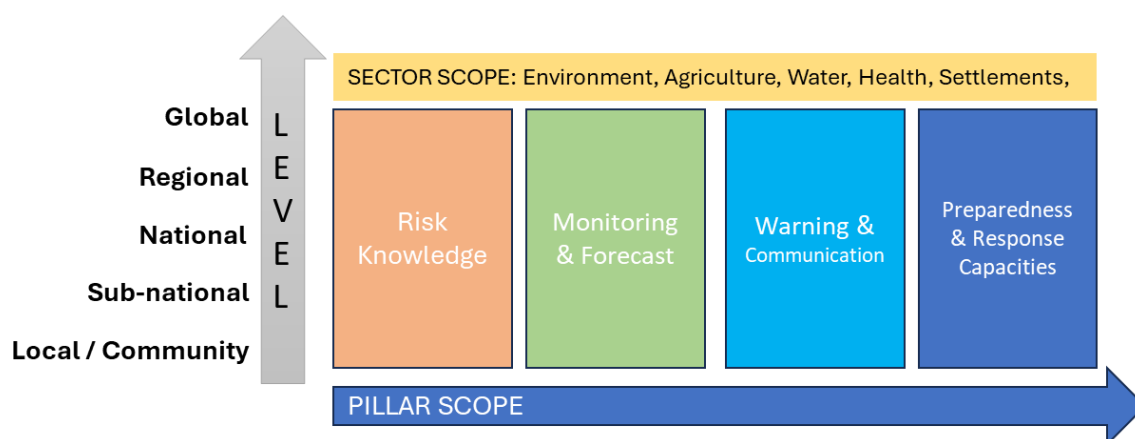 SECTOR SCOPE: Environment, Agriculture, Water, Health, Settlements,
Global
Regional
National
Sub-national
Local / Community
L
E
V
E
L
Risk
Knowledge
Monitoring
& Forecast
Warning &
Communication
Preparedness
& Response
Capacities
PILLAR SCOPE